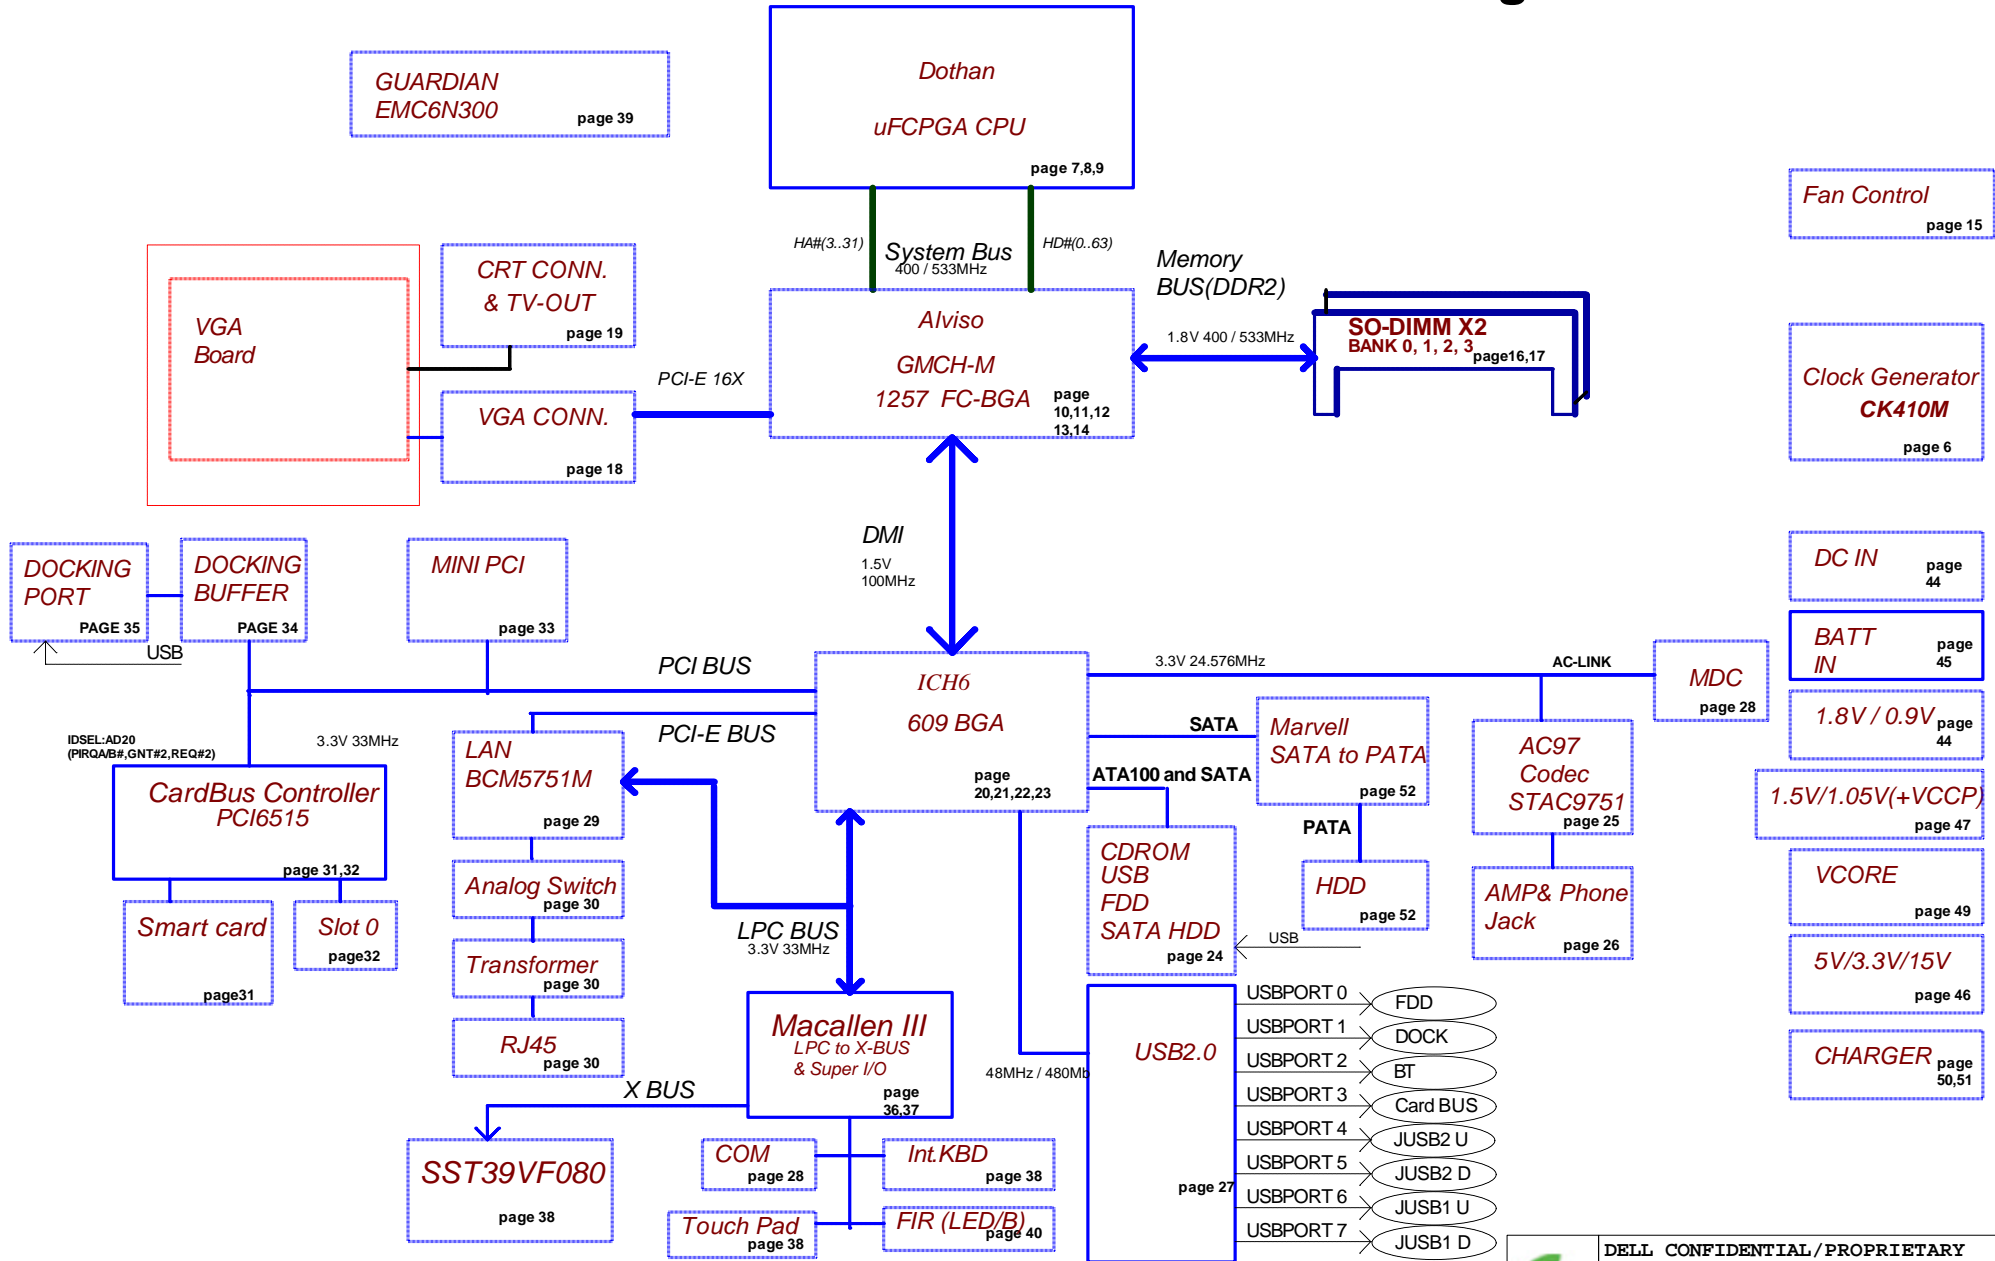 g
Dothan
uFCPGA CPU
page 7,8,9
GUARDIAN
EMC6N300
page 39
Fan Control
page 15
HA#(3..31)
System Bus
400 / 533MHz
HD#(0..63)
Memory
BUS(DDR2)
1.8V 400 / 533MHz
SO-DIMM X2
BANK 0, 1, 2, 3
page16,17
Clock Generator
CK410M
page 6
VGA
Board
CRT CONN.
& TV-OUT
page 19
VGA CONN.
page 18
PCI-E 16X
Alviso
GMCH-M
1257 FC-BGA
page
10,11,12
13,14
DMI
1.5V
100MHz
DOCKING
PORT
PAGE 35
DOCKING
BUFFER
PAGE 34
USB
MINI PCI
page 33
PCI BUS
PCI-E BUS
ICH6
609 BGA
page
20,21,22,23
3.3V 24.576MHz
AC-LINK
MDC
page 28
DC IN
page
44
BATT
IN
page
45
1.8V / 0.9V
page
44
1.5V/1.05V(+VCCP)
page 47
VCORE
page 49
5V/3.3V/15V
page 46
CHARGER
page
50,51
IDSEL:AD20
(PIRQA/B#,GNT#2,REQ#2)
3.3V 33MHz
CardBus Controller
PCI6515
page 31,32
Smart card
page31
Slot 0
page32
LAN
BCM5751M
page 29
Analog Switch
page 30
Transformer
page 30
RJ45
page 30
LPC BUS
3.3V 33MHz
SATA
Marvell
SATA to PATA
page 52
ATA100 and SATA
PATA
HDD
page 52
CDROM
USB
FDD
SATA HDD
page 24
USB
AC97
Codec
STAC9751
page 25
AMP& Phone
Jack
page 26
Macallen III
LPC to X-BUS
& Super I/O
page
36,37
X BUS
SST39VF080
page 38
COM
page 28
Int.KBD
page 38
Touch Pad
page 38
FIR (LED/B)
page 40
48MHz / 480Mb
USB2.0
page 27
USBPORT 0
FDD
USBPORT 1
DOCK
USBPORT 2
BT
USBPORT 3
Card BUS
USBPORT 4
JUSB2 U
USBPORT 5
JUSB2 D
USBPORT 6
JUSB1 U
USBPORT 7
JUSB1 D
DELL CONFIDENTIAL/PROPRIETARY